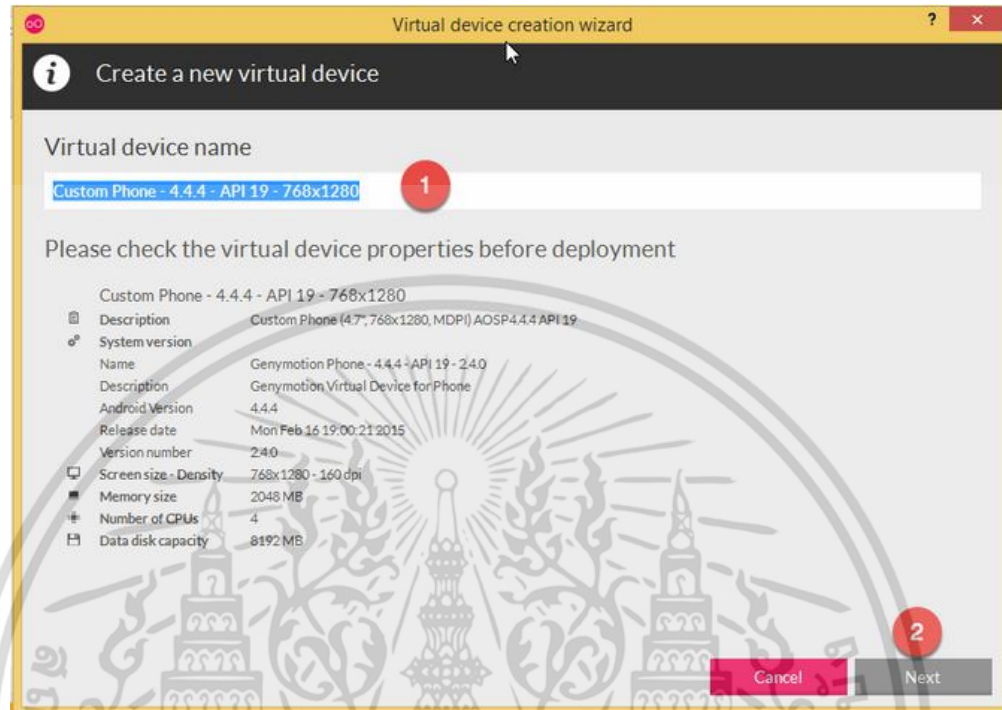 Virtual device creation wizard
?
×
i
Create a new virtual device
Virtual device name
Custom Phone - 4.4.4 - API 19 - 768x1280
1
Please check the virtual device properties before deployment
Custom Phone - 4.4.4 - API 19 - 768x1280
Description Custom Phone (4.7", 768x1280, MDPI) AOSP 4.4.4 API 19
System version
Name Genymotion Phone - 4.4.4 - API 19 - 2.4.0
Description Genymotion Virtual Device for Phone
Android Version 4.4.4
Release date Mon Feb 16 19:00:21 2015
Version number 2.4.0
Screen size - Density 768x1280 - 160 dpi
Memory size 2048 MB
Number of CPUs 4
Data disk capacity 8192 MB
2
Cancel Next